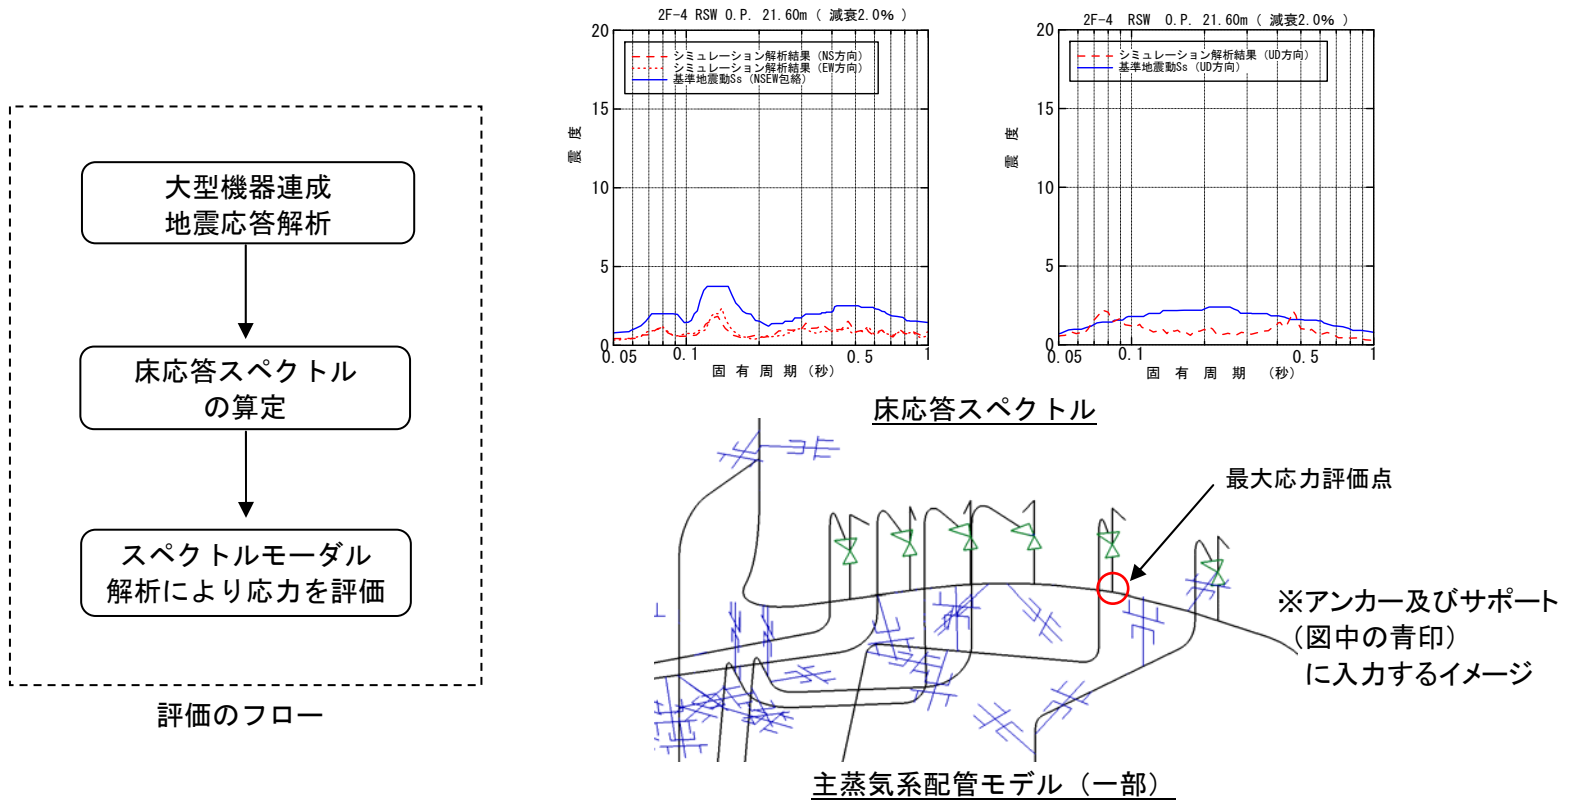 大型機器連成
地震応答解析
床応答スペクトル
の算定
スペクトルモーダル
解析により応力を評価
評価のフロー
2F-4 RSW O.P. 21.60m ( 減衰2.0% )
シミュレーション解析結果（NS方向）
シミュレーション解析結果（EW方向）
基準地震動Ss（NSEW包絡）
20
15
10
5
0
震度
0.05
0.1
0.5
1
固有周期（秒）
2F-4 RSW O.P. 21.60m ( 減衰2.0% )
シミュレーション解析結果（UD方向）
基準地震動Ss（UD方向）
20
15
10
5
0
震度
0.05
0.1
0.5
1
固有周期（秒）
床応答スペクトル
最大応力評価点
※アンカー及びサポート
（図中の青印）
に入力するイメージ
主蒸気系配管モデル（一部）